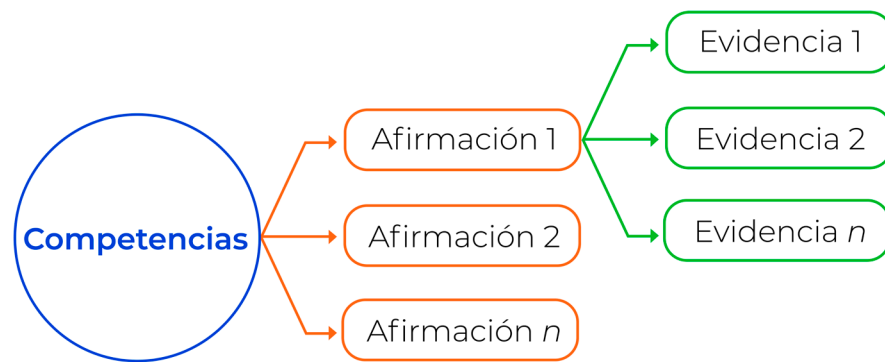 Competencias
Afirmación 1
Afirmación 2
Afirmación n
Evidencia 1
Evidencia 2
Evidencia n